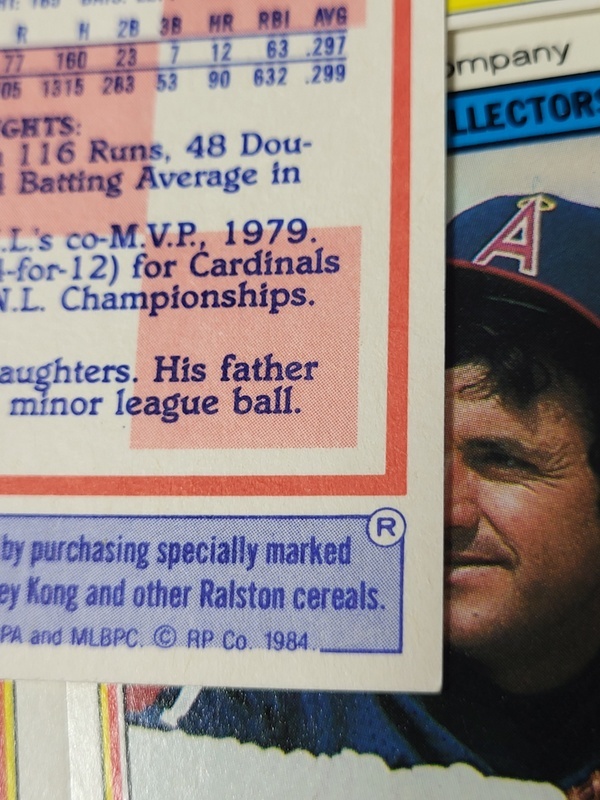 R H 2B 3B HR RBI AVG
77 160 23 7 12 63 .297
05 1315 263 53 90 632 .299
GHTS:
116 Runs, 48 Dou-
Batting Average in
.L.'s co-M.V.P., 1979.
4-for-12) for Cardinals
N.L. Championships.
aughters. His father
minor league ball.
R
by purchasing specially marked
ey Kong and other Ralston cereals.
PA and MLBPC. © RP Co. 1984
ompany
LLECTORS
A